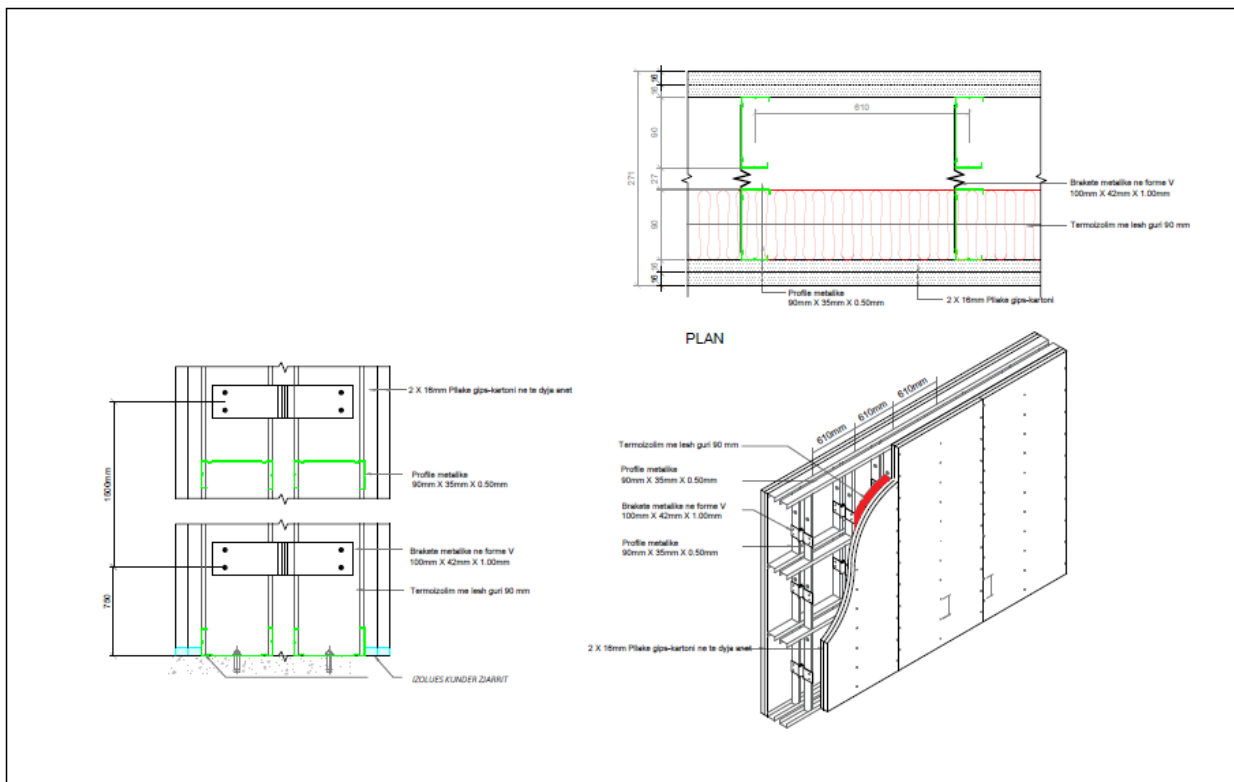 16
16
610
90
271
27
90
16
16
Brakete metalike ne forme V
100mm X 42mm X 1.00mm
Termoizolim me lesh guri 90 mm
Profile metalike
90mm X 35mm X 0.50mm
2 X 16mm Pllake gips-kartoni
PLAN
2 X 16mm Pllake gips-kartoni ne te dyja anet
1500mm
Profile metalike
90mm X 35mm X 0.50mm
Brakete metalike ne forme V
100mm X 42mm X 1.00mm
750
Termoizolim me lesh guri 90 mm
IZOLUES KUNDER ZJARRIT
610mm
610mm
610mm
Termoizolim me lesh guri 90 mm
Profile metalike
90mm X 35mm X 0.50mm
Brakete metalike ne forme V
100mm X 42mm X 1.00mm
Profile metalike
90mm X 35mm X 0.50mm
2 X 16mm Pllake gips-kartoni ne te dyja anet